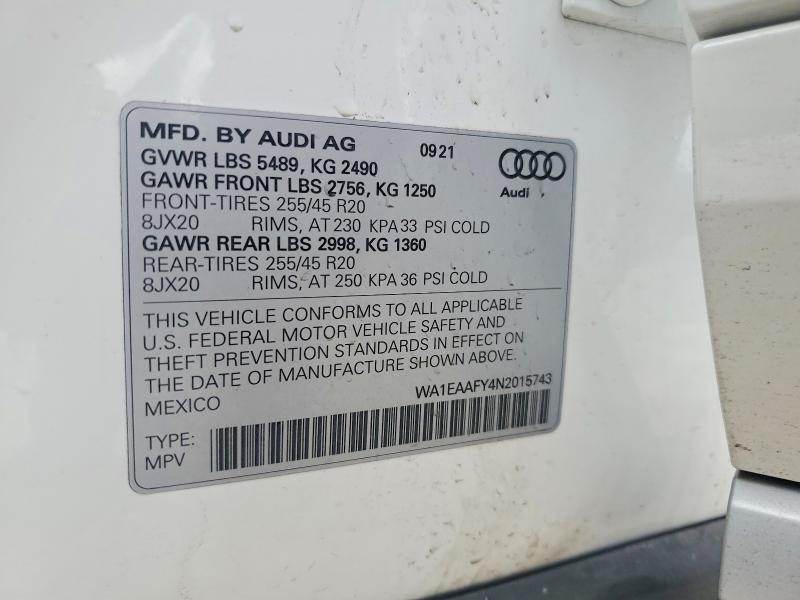 MFD. BY AUDI AG 09 21
GVWR LBS 5489, KG 2490
GAWR FRONT LBS 2756, KG 1250
Audi
FRONT-TIRES 255/45 R20
8JX20 RIMS, AT 230 KPA 33 PSI COLD
GAWR REAR LBS 2998, KG 1360
REAR-TIRES 255/45 R20
8JX20 RIMS, AT 250 KPA 36 PSI COLD
THIS VEHICLE CONFORMS TO ALL APPLICABLE
U.S. FEDERAL MOTOR VEHICLE SAFETY AND
THEFT PREVENTION STANDARDS IN EFFECT ON
THE DATE OF MANUFACTURE SHOWN ABOVE.
MEXICO WA1EAAFY4N2015743
TYPE:
MPV